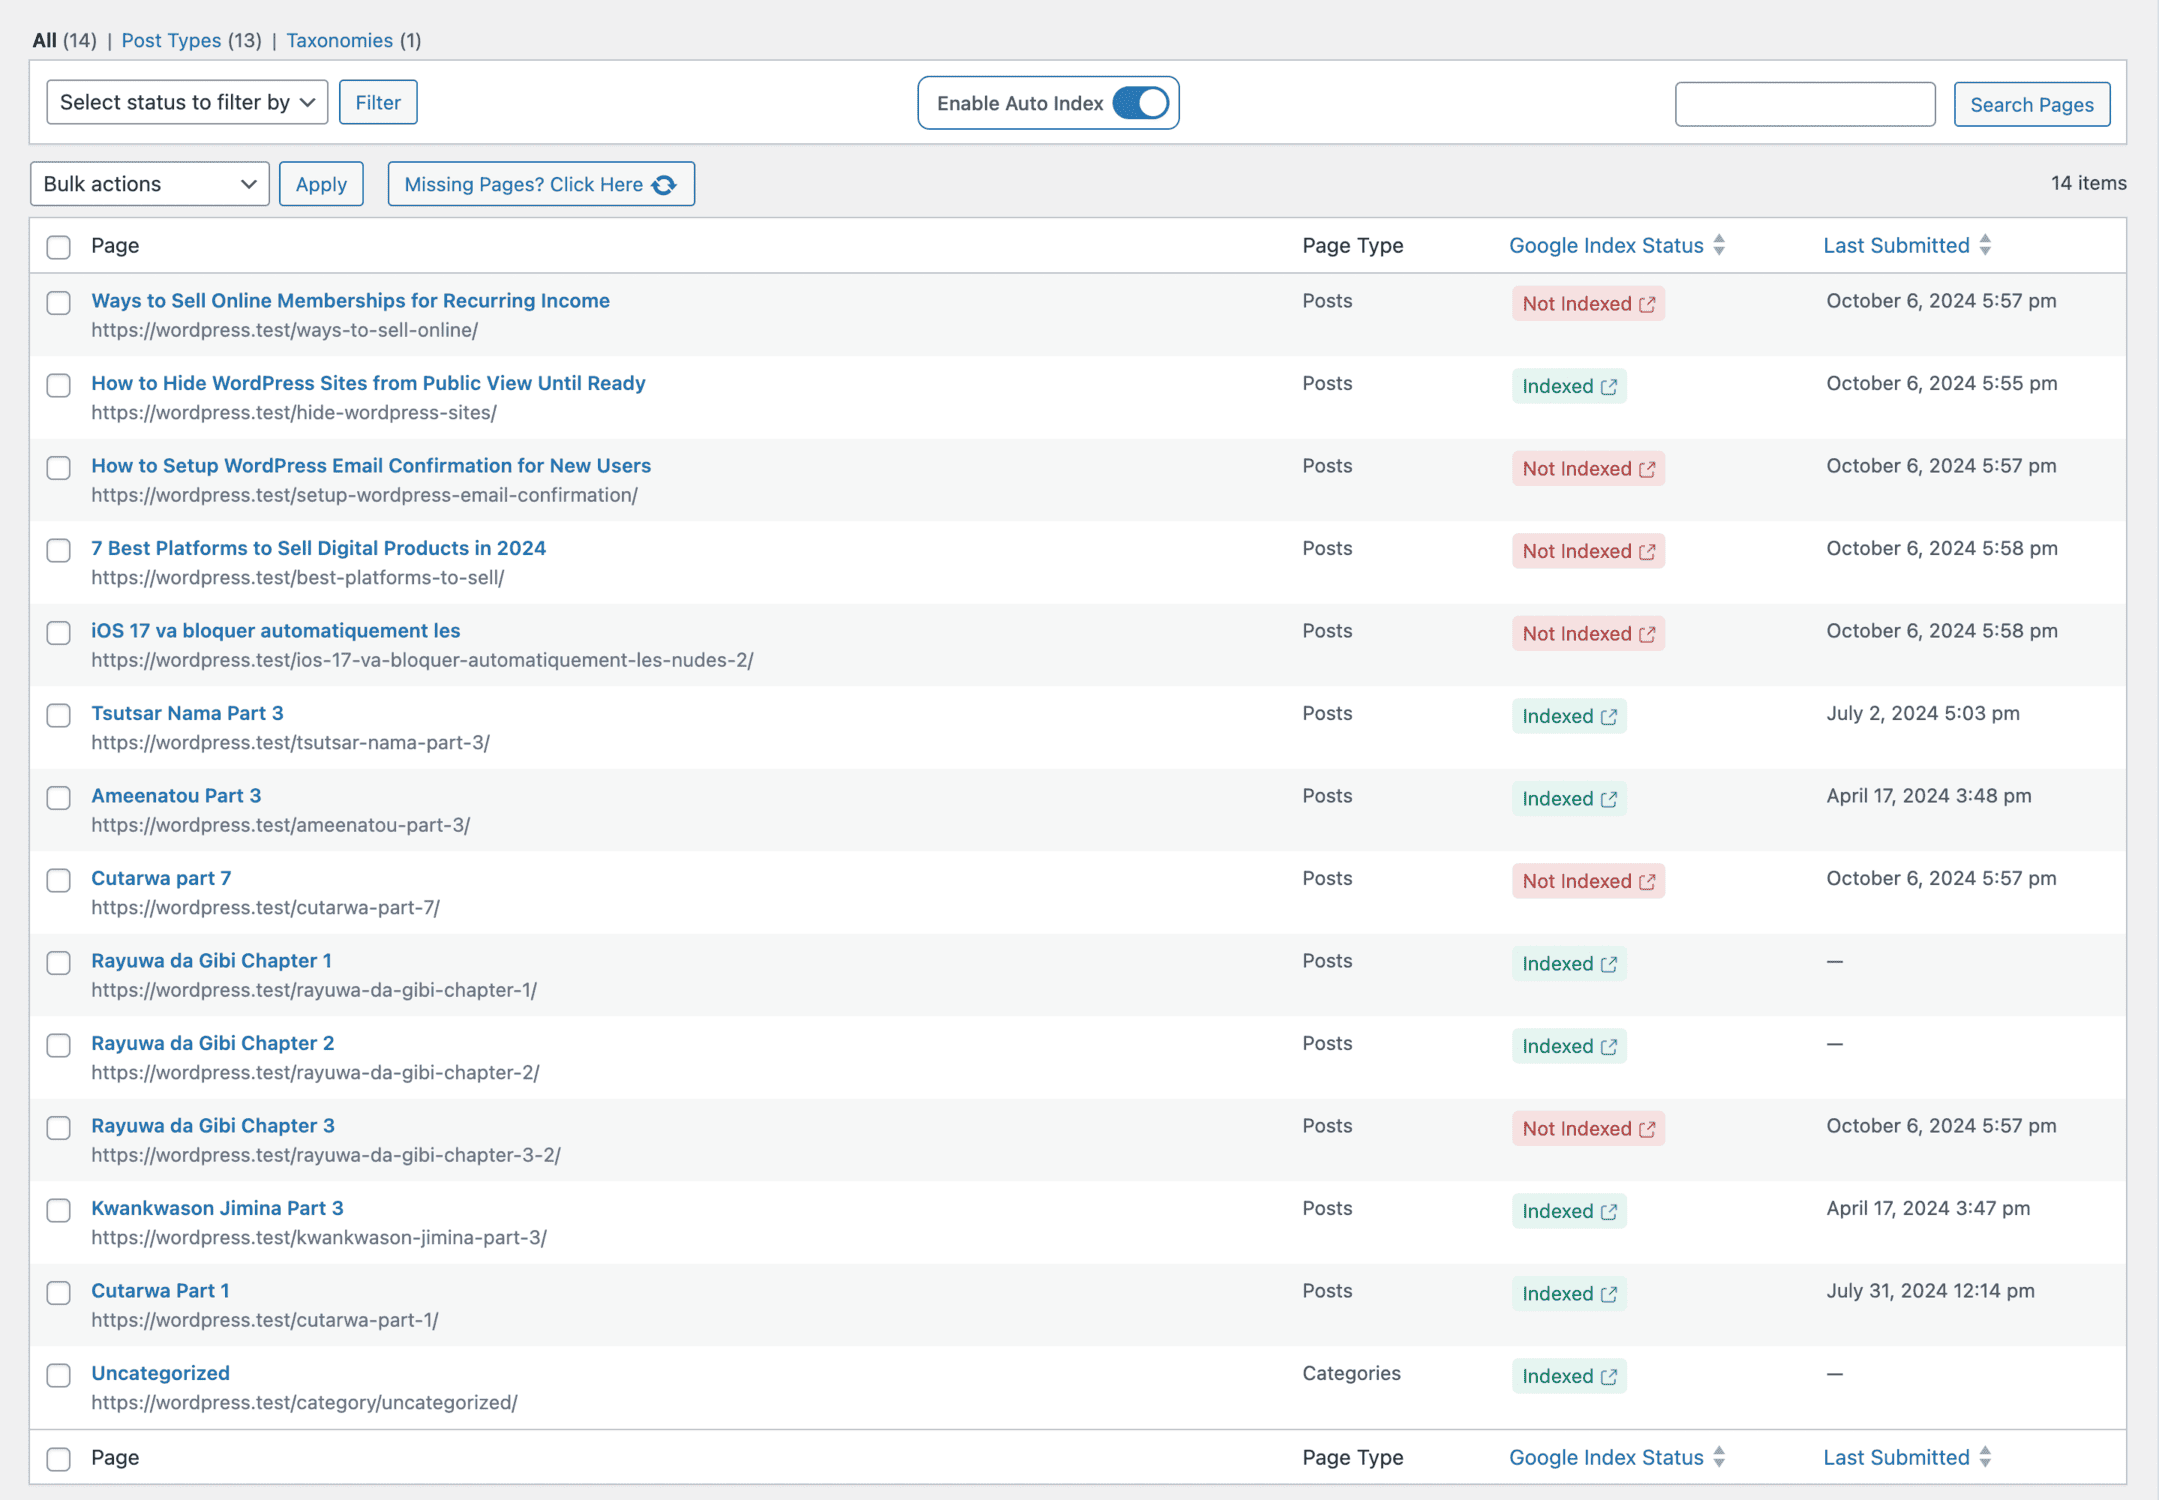 All (14) | Post Types (13) | Taxonomies (1)
Select status to filter by Filter Enable Auto Index Search Pages
Bulk actions Apply Missing Pages? Click Here 14 items
Page Page Type Google Index Status Last Submitted
Ways to Sell Online Memberships for Recurring Income Posts Not Indexed October 6, 2024 5:57 pm
https://wordpress.test/ways-to-sell-online/
How to Hide WordPress Sites from Public View Until Ready Posts Indexed October 6, 2024 5:55 pm
https://wordpress.test/hide-wordpress-sites/
How to Setup WordPress Email Confirmation for New Users Posts Not Indexed October 6, 2024 5:57 pm
https://wordpress.test/setup-wordpress-email-confirmation/
7 Best Platforms to Sell Digital Products in 2024 Posts Not Indexed October 6, 2024 5:58 pm
https://wordpress.test/best-platforms-to-sell/
iOS 17 va bloquer automatiquement les Posts Not Indexed October 6, 2024 5:58 pm
https://wordpress.test/ios-17-va-bloquer-automatiquement-les-nudes-2/
Tsutsar Nama Part 3 Posts Indexed July 2, 2024 5:03 pm
https://wordpress.test/tsutsar-nama-part-3/
Ameenatou Part 3 Posts Indexed April 17, 2024 3:48 pm
https://wordpress.test/ameenatou-part-3/
Cutarwa part 7 Posts Not Indexed October 6, 2024 5:57 pm
https://wordpress.test/cutarwa-part-7/
Rayuwa da Gibi Chapter 1 Posts Indexed —
https://wordpress.test/rayuwa-da-gibi-chapter-1/
Rayuwa da Gibi Chapter 2 Posts Indexed —
https://wordpress.test/rayuwa-da-gibi-chapter-2/
Rayuwa da Gibi Chapter 3 Posts Not Indexed October 6, 2024 5:57 pm
https://wordpress.test/rayuwa-da-gibi-chapter-3-2/
Kwankwason Jimina Part 3 Posts Indexed April 17, 2024 3:47 pm
https://wordpress.test/kwankwason-jimina-part-3/
Cutarwa Part 1 Posts Indexed July 31, 2024 12:14 pm
https://wordpress.test/cutarwa-part-1/
Uncategorized Categories Indexed —
https://wordpress.test/category/uncategorized/
Page Page Type Google Index Status Last Submitted